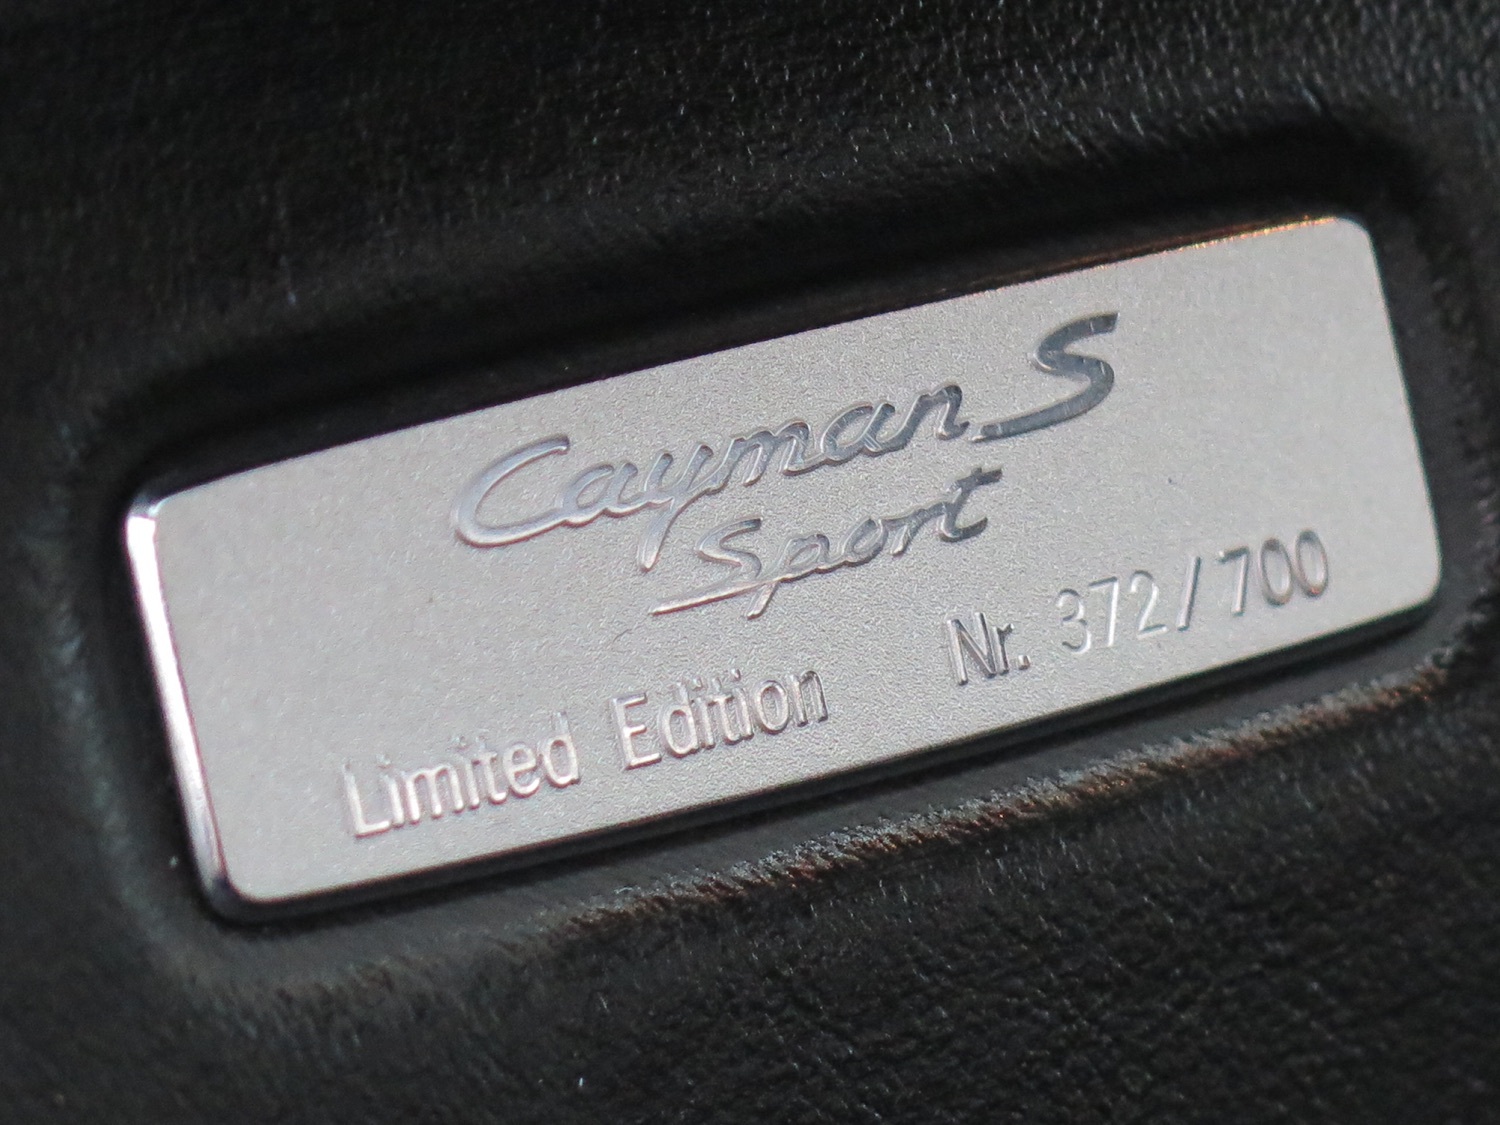 Cayman S
Sport
Limited Edition Nr. 372/700